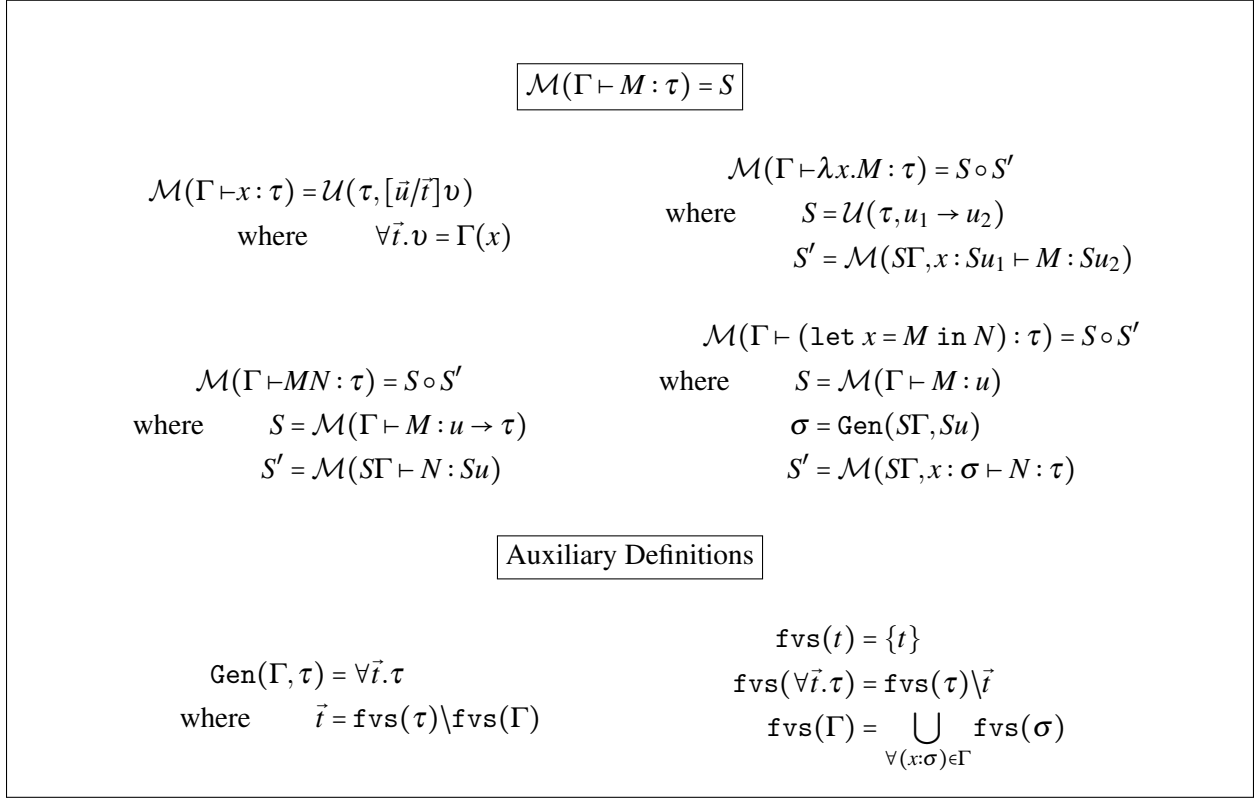 ℳ(Γ ⊢ M : τ) = S
ℳ(Γ ⊢ x : τ) = 𝒰(τ, [u⃗/t⃗]υ)
where ∀t⃗.υ = Γ(x)
ℳ(Γ ⊢ λx.M : τ) = S ∘ S′
where S = 𝒰(τ, u₁ → u₂)
S′ = ℳ(SΓ, x : Su₁ ⊢ M : Su₂)
ℳ(Γ ⊢ MN : τ) = S ∘ S′
where S = ℳ(Γ ⊢ M : u → τ)
S′ = ℳ(SΓ ⊢ N : Su)
ℳ(Γ ⊢ (let x = M in N) : τ) = S ∘ S′
where S = ℳ(Γ ⊢ M : u)
σ = Gen(SΓ, Su)
S′ = ℳ(SΓ, x : σ ⊢ N : τ)
Auxiliary Definitions
Gen(Γ, τ) = ∀t⃗.τ
where t⃗ = fvs(τ)\fvs(Γ)
fvs(t) = {t}
fvs(∀t⃗.τ) = fvs(τ)\t⃗
fvs(Γ) = ⋃ fvs(σ)
∀(x:σ)∈Γ